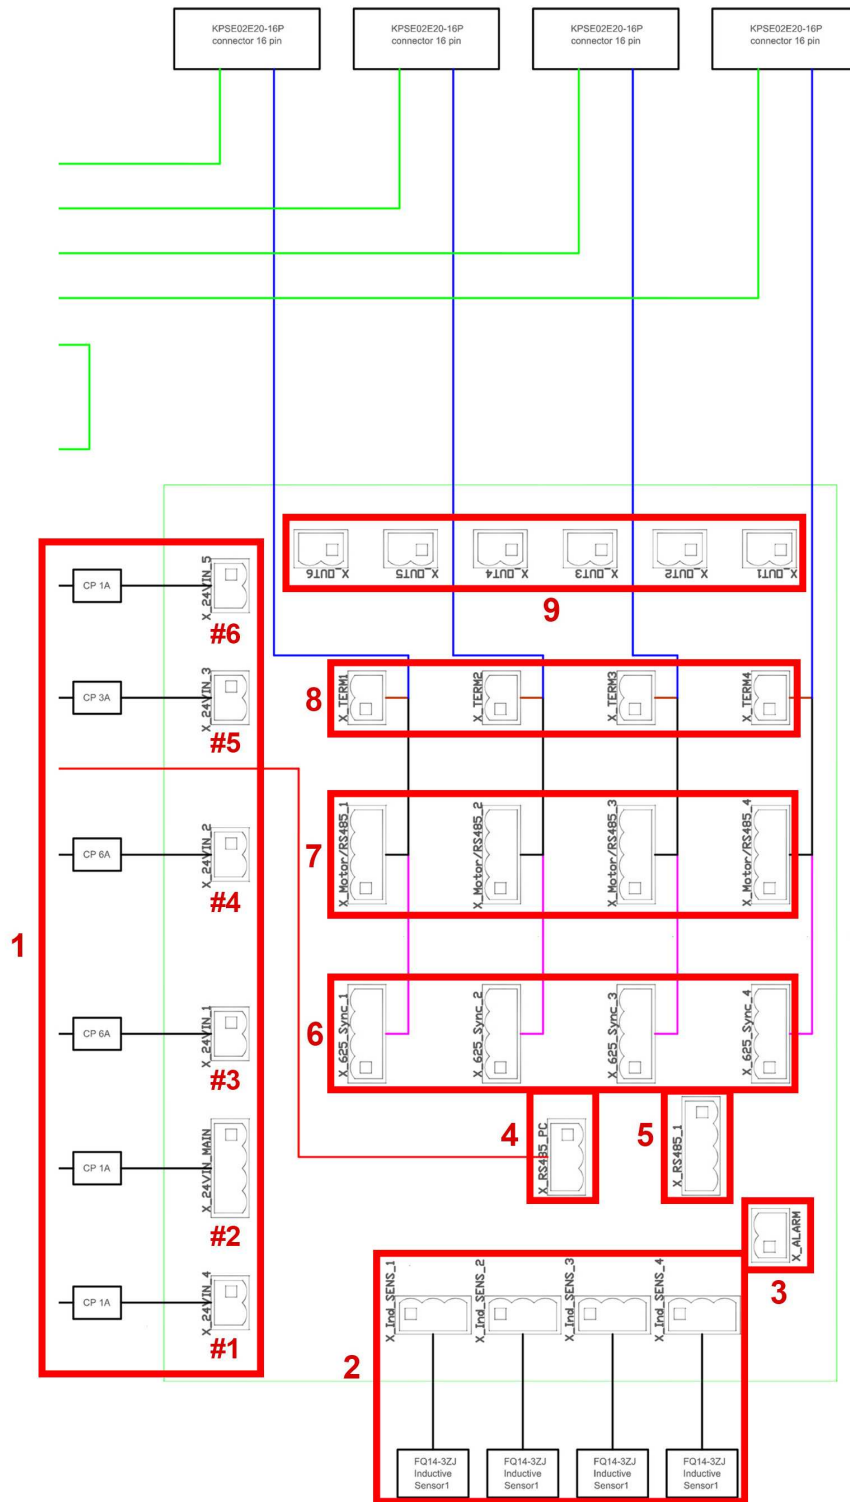 KPSE02E20-16P
connector 16 pin
KPSE02E20-16P
connector 16 pin
KPSE02E20-16P
connector 16 pin
KPSE02E20-16P
connector 16 pin
X_OUT6
X_OUT5
X_OUT4
X_OUT3
X_OUT2
X_OUT1
9
CP 1A
X_24VIN_5
#6
CP 3A
X_24VIN_3
#5
8
X_TERM1
X_TERM2
X_TERM3
X_TERM4
CP 6A
X_24VIN_2
#4
7
X_Motor/RS485_1
X_Motor/RS485_2
X_Motor/RS485_3
X_Motor/RS485_4
1
CP 6A
X_24VIN_1
#3
6
X_625_Sync_1
X_625_Sync_2
X_625_Sync_3
X_625_Sync_4
4
X_RS485_PC
5
X_RS485_1
CP 1A
X_24VIN_MAIN
#2
X_ALARM
3
CP 1A
X_24VIN_4
#1
2
X_Ind_SENS_1
X_Ind_SENS_2
X_Ind_SENS_3
X_Ind_SENS_4
FQ14-3ZJ
Inductive
Sensor1
FQ14-3ZJ
Inductive
Sensor1
FQ14-3ZJ
Inductive
Sensor1
FQ14-3ZJ
Inductive
Sensor1